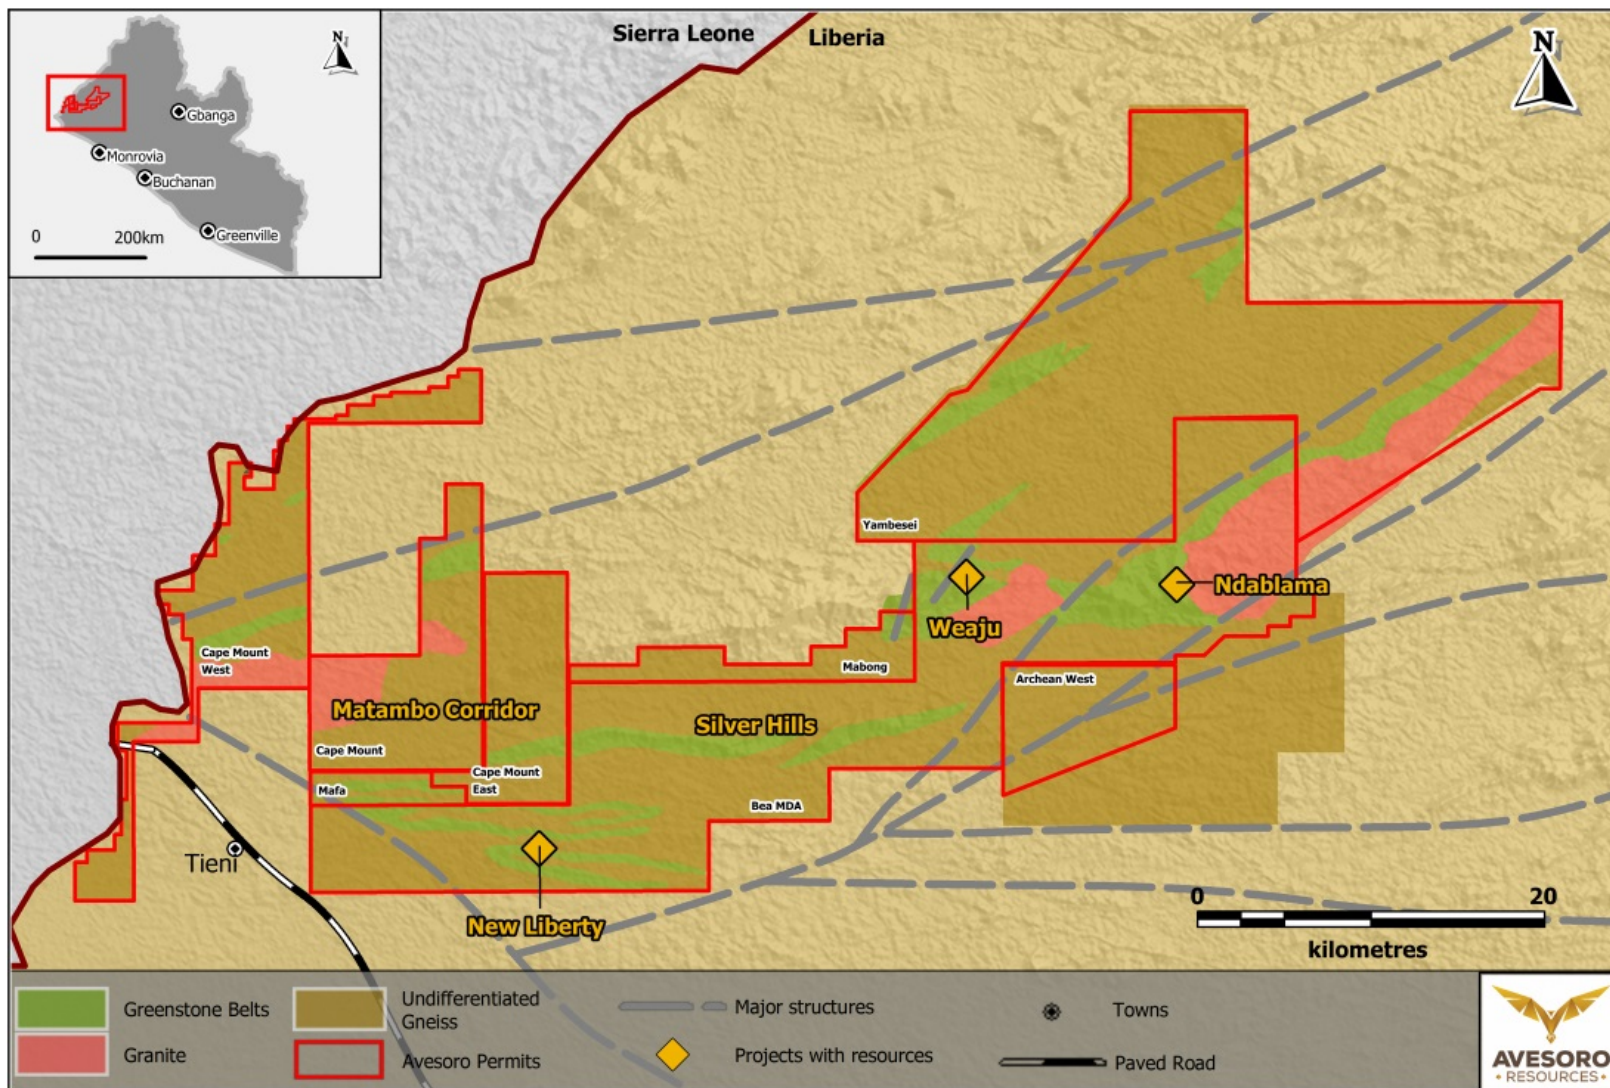 Sierra Leone
Liberia
N
N
Gbanga
Monrovia
Buchanan
Greenville
0
200km
Yambesei
Ndablama
Weaju
Cape Mount
West
Mabong
Archean West
Matambo Corridor
Silver Hills
Cape Mount
Cape Mount
East
Mafa
Bea MDA
Tieni
New Liberty
0
20
kilometres
Greenstone Belts
Undifferentiated
Gneiss
Major structures
Towns
Granite
Avesoro Permits
Projects with resources
Paved Road
AVESORO
RESOURCES